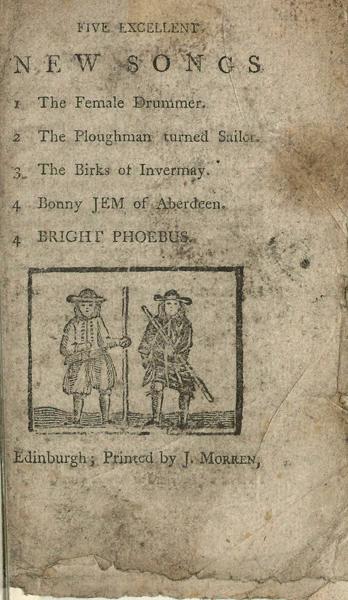 FIVE EXCELLENT.
NEW SONGS
1 The Female Drummer.
2 The Ploughman turned Sailor.
3 The Birks of Invermay.
4 Bonny JEM of Aberdeen.
4 BRIGHT PHOEBUS.
Edinburgh; Printed by J. MORREN,